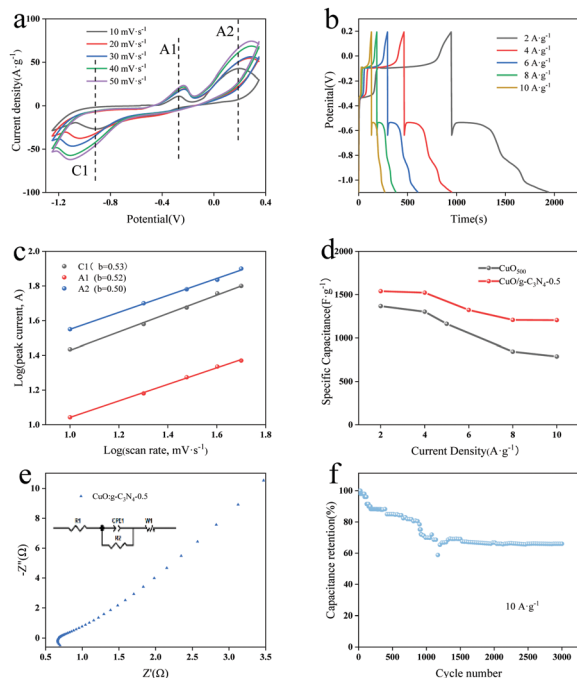 a
10 mV·s⁻¹
20 mV·s⁻¹
30 mV·s⁻¹
40 mV·s⁻¹
50 mV·s⁻¹
A1
A2
C1
Current density(A·g⁻¹)
100
50
0
-50
-100
-1.2 -0.8 -0.4 0.0 0.4
Potential(V)
b
2 A·g⁻¹
4 A·g⁻¹
6 A·g⁻¹
8 A·g⁻¹
10 A·g⁻¹
Potential(V)
0.2
0.0
-0.2
-0.4
-0.6
-0.8
-1.0
0 500 1000 1500 2000
Time(s)
c
C1( b=0.53)
A1 (b=0.52)
A2 (b=0.50)
Log(peak current, A)
2.0
1.8
1.6
1.4
1.2
1.0
1.0 1.2 1.4 1.6 1.8
Log(scan rate, mV·s⁻¹)
d
CuO₅₀₀
CuO/g-C₃N₄-0.5
Specific Capacitance(F·g⁻¹)
2000
1500
1000
500
0
2 4 6 8 10
Current Density(A·g⁻¹)
e
CuO:g-C₃N₄-0.5
R1 CPE1 W1
R2
-Z''(Ω)
10
8
6
4
2
0
0.5 1.0 1.5 2.0 2.5 3.0 3.5
Z'(Ω)
f
Capacitance retention(%)
100
80
60
40
20
0
10 A·g⁻¹
0 500 1000 1500 2000 2500 3000
Cycle number